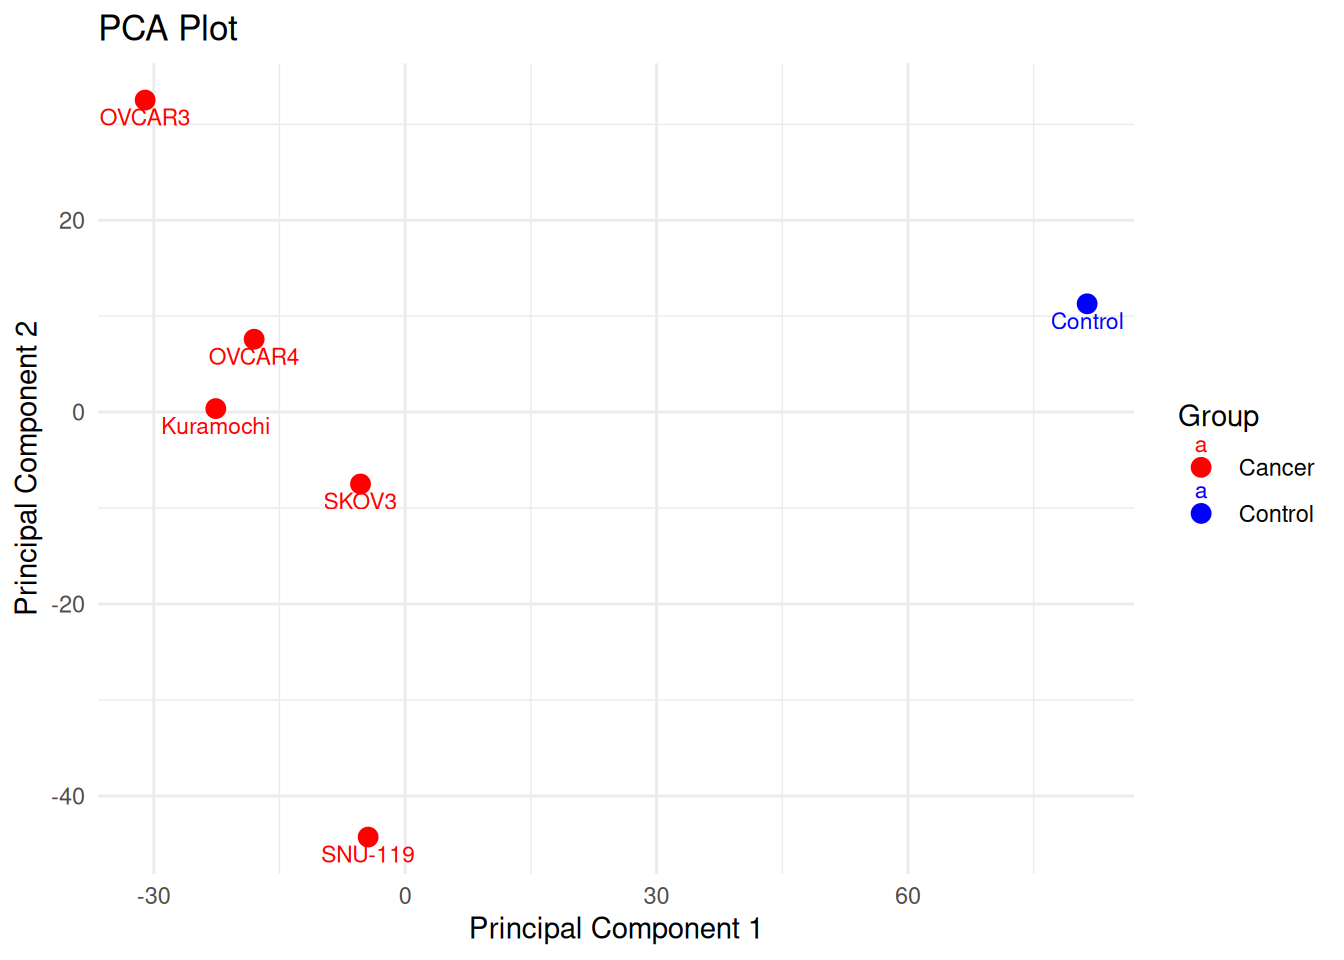 PCA Plot
OVCAR3
20
Control
OVCAR4
0
Kuramochi
SKOV3
-20
-40
SNU-119
-30
0
30
60
Principal Component 1
Principal Component 2
Group
a
Cancer
a
Control